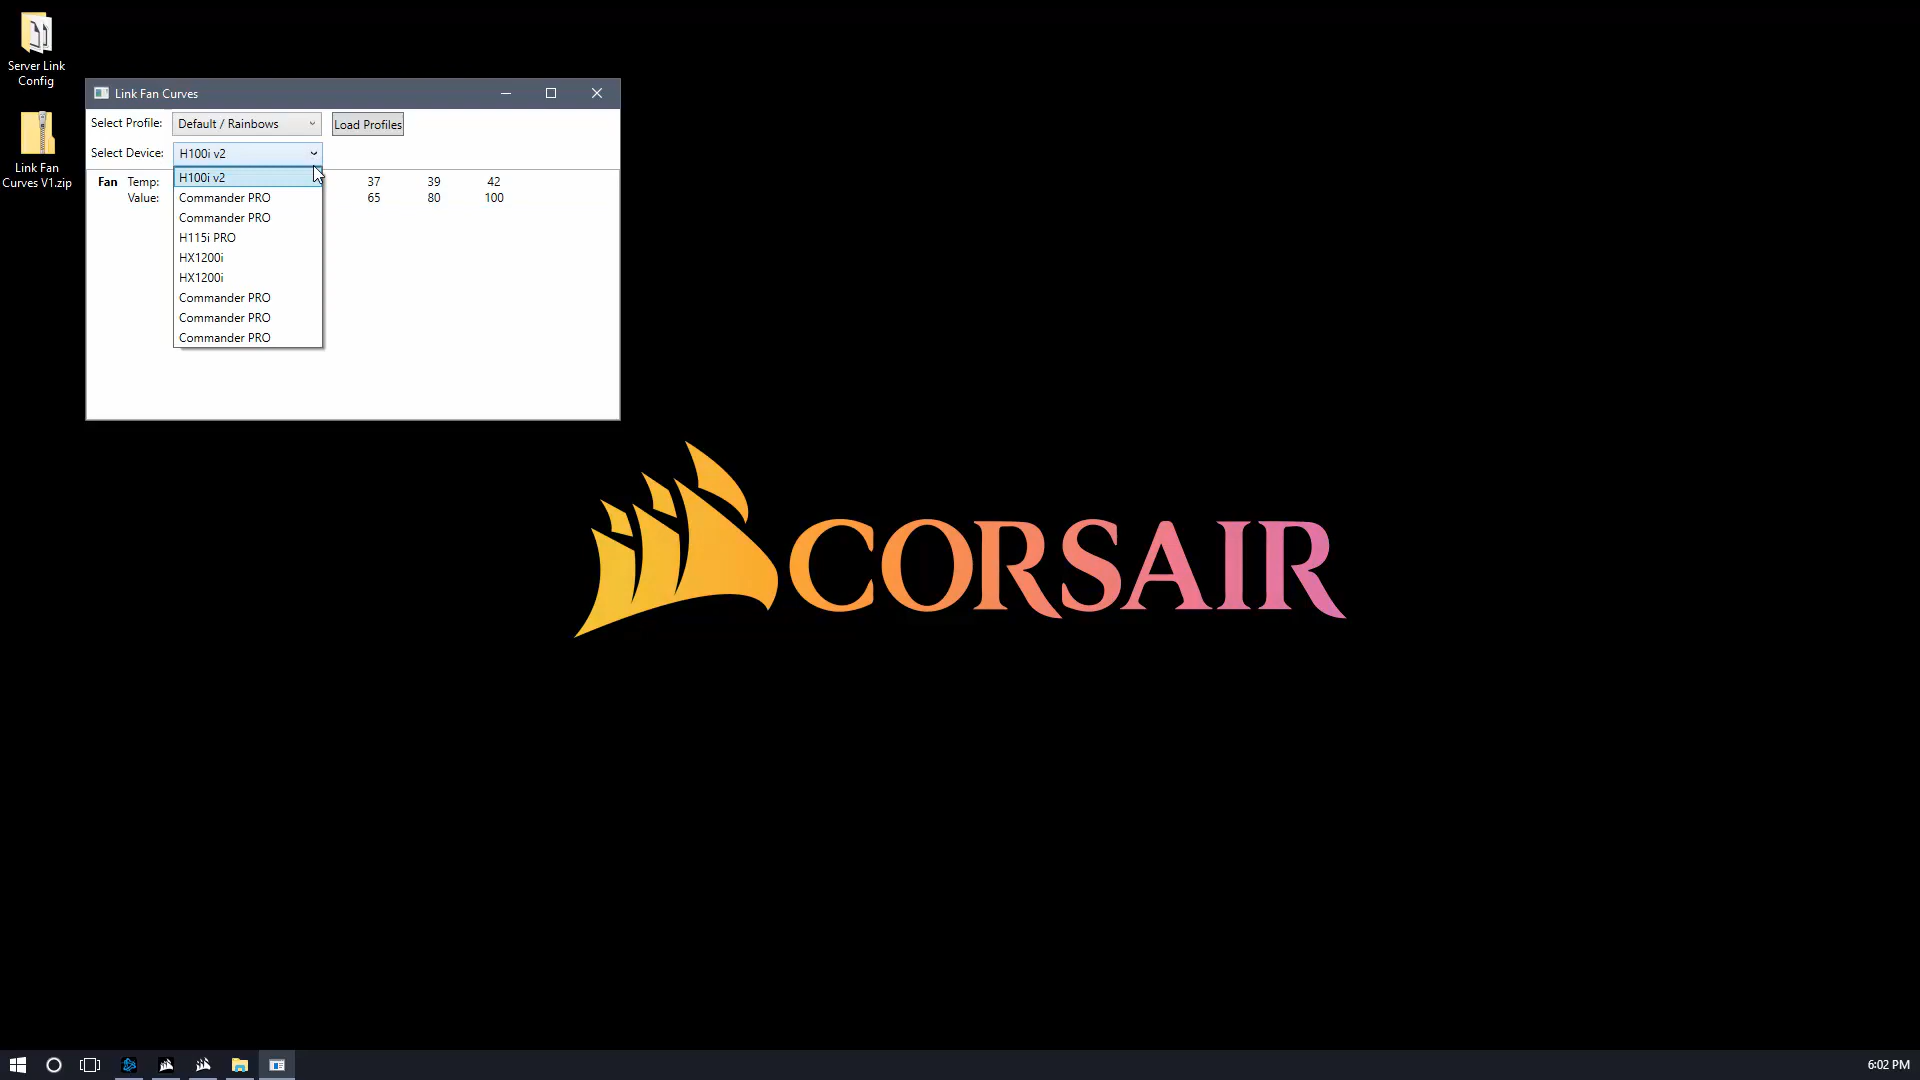 Server Link
Config
Link Fan
Curves V1.zip
Link Fan Curves
Select Profile: Default / Rainbows Load Profiles
Select Device: H100i v2
Fan Temp: 37 39 42
Value: 65 80 100
H100i v2
Commander PRO
Commander PRO
H115i PRO
HX1200i
HX1200i
Commander PRO
Commander PRO
Commander PRO
CORSAIR
6:02 PM